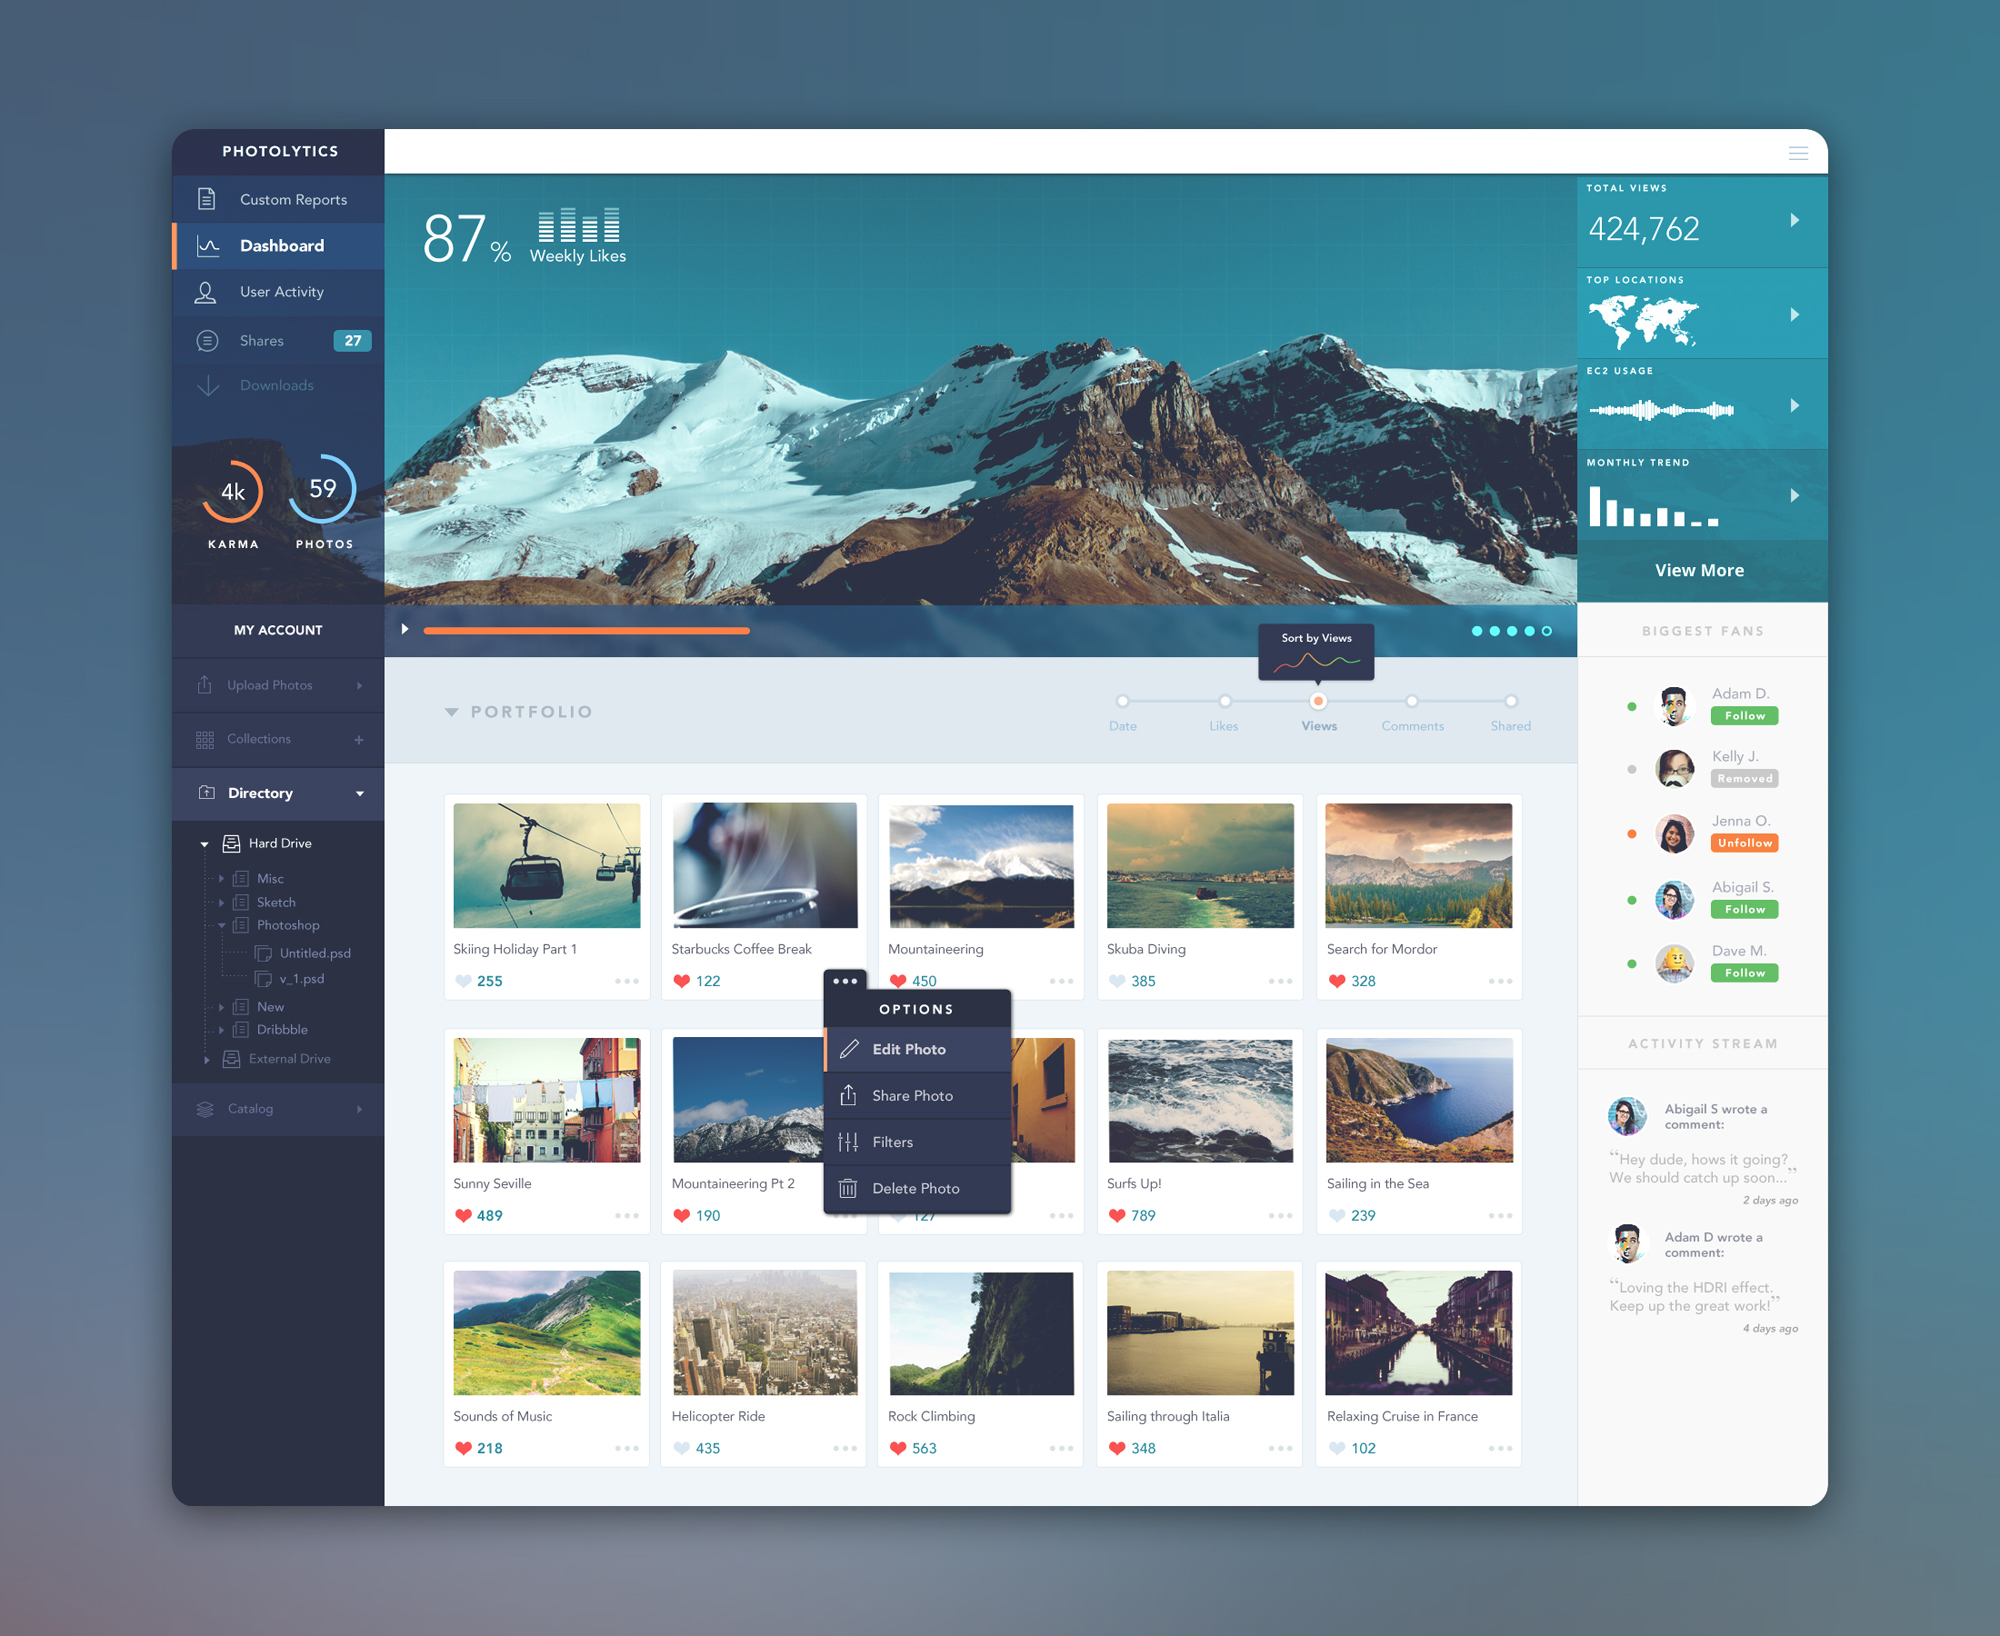 PHOTOLYTICS
Custom Reports
Dashboard
User Activity
Shares 27
Downloads
4k 59
KARMA PHOTOS
MY ACCOUNT
Upload Photos
Collections +
Directory
Hard Drive
Misc
Sketch
Photoshop
Untitled.psd
v_1.psd
New
Dribbble
External Drive
Catalog
87%
Weekly Likes
Sort by Views
PORTFOLIO
Date Likes Views Comments Shared
Skiing Holiday Part 1 Starbucks Coffee Break Mountaineering Skuba Diving Search for Mordor
255 122 450 385 328
OPTIONS
Edit Photo
Share Photo
Filters
Delete Photo
Sunny Seville Mountaineering Pt 2 Surfs Up! Sailing in the Sea
489 190 127 789 239
Sounds of Music Helicopter Ride Rock Climbing Sailing through Italia Relaxing Cruise in France
218 435 563 348 102
TOTAL VIEWS
424,762
TOP LOCATIONS
EC2 USAGE
MONTHLY TREND
View More
BIGGEST FANS
Adam D.
Follow
Kelly J.
Removed
Jenna O.
Unfollow
Abigail S.
Follow
Dave M.
Follow
ACTIVITY STREAM
Abigail S wrote a
comment:
“Hey dude, hows it going?
We should catch up soon...”
2 days ago
Adam D wrote a
comment:
“Loving the HDRI effect.
Keep up the great work!”
4 days ago